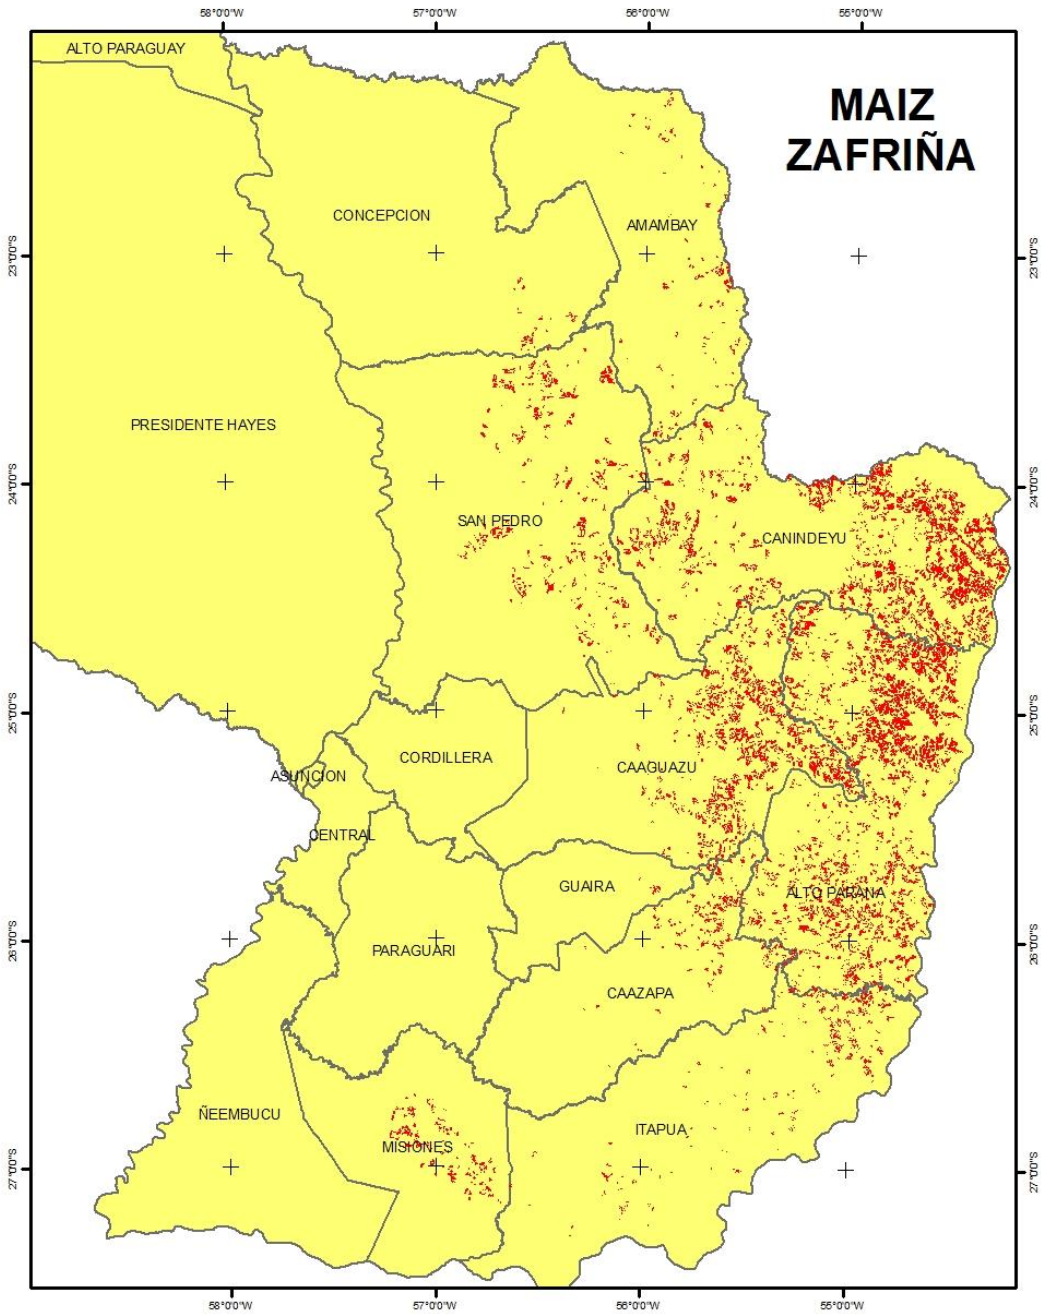 58°0'0"W 57°0'0"W 56°0'0"W 55°0'0"W
ALTO PARAGUAY
MAIZ
ZAFRIÑA
CONCEPCION
AMAMBAY
23°0'0"S 23°0'0"S
PRESIDENTE HAYES
24°0'0"S 24°0'0"S
SAN PEDRO
CANINDEYU
25°0'0"S 25°0'0"S
CORDILLERA
CAAGUAZU
ASUNCION
CENTRAL
GUAIRA
ALTO PARANA
26°0'0"S 26°0'0"S
PARAGUARI
CAAZAPA
ÑEEMBUCU
ITAPUA
MISIONES
27°0'0"S 27°0'0"S
58°0'0"W 57°0'0"W 56°0'0"W 55°0'0"W